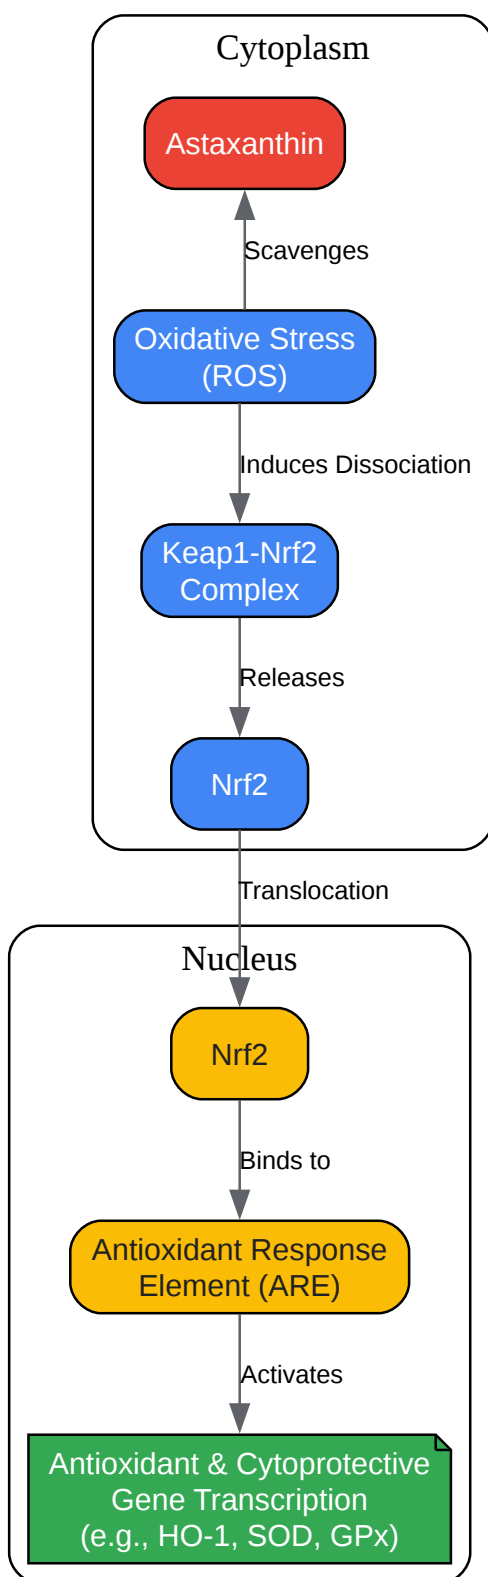 Cytoplasm
Astaxanthin
Scavenges
Oxidative Stress
(ROS)
Induces Dissociation
Keap1-Nrf2
Complex
Releases
Nrf2
Translocation
Nucleus
Nrf2
Binds to
Antioxidant Response
Element (ARE)
Activates
Antioxidant & Cytoprotective
Gene Transcription
(e.g., HO-1, SOD, GPx)